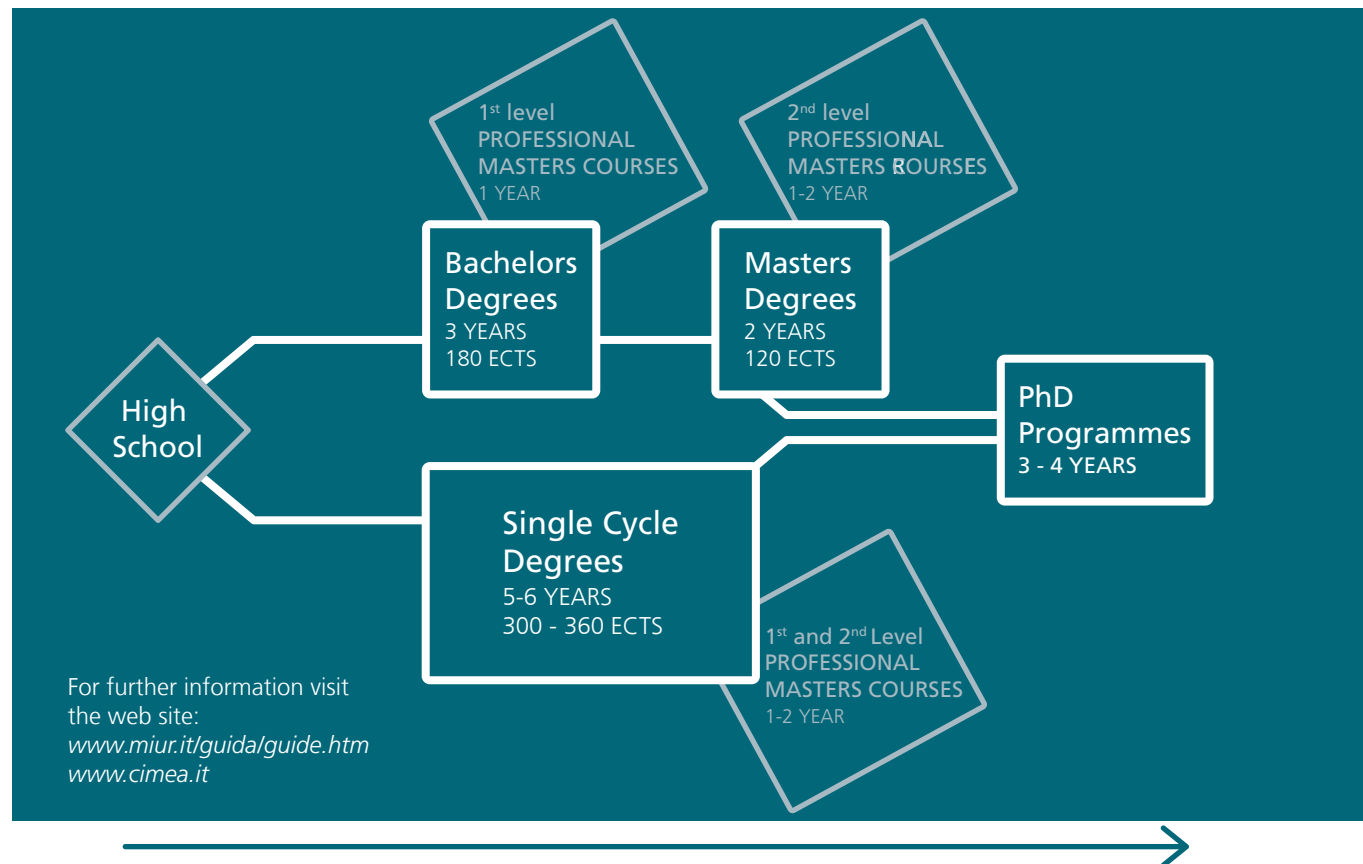 1st level
PROFESSIONAL
MASTERS COURSES
1 YEAR
2nd level
PROFESSIONAL
MASTERS ROURSES
1-2 YEAR
Bachelors
Degrees
3 YEARS
180 ECTS
Masters
Degrees
2 YEARS
120 ECTS
High
School
PhD
Programmes
3 - 4 YEARS
Single Cycle
Degrees
5-6 YEARS
300 - 360 ECTS
1st and 2nd Level
PROFESSIONAL
MASTERS COURSES
1-2 YEAR
For further information visit
the web site:
www.miur.it/guida/guide.htm
www.cimea.it